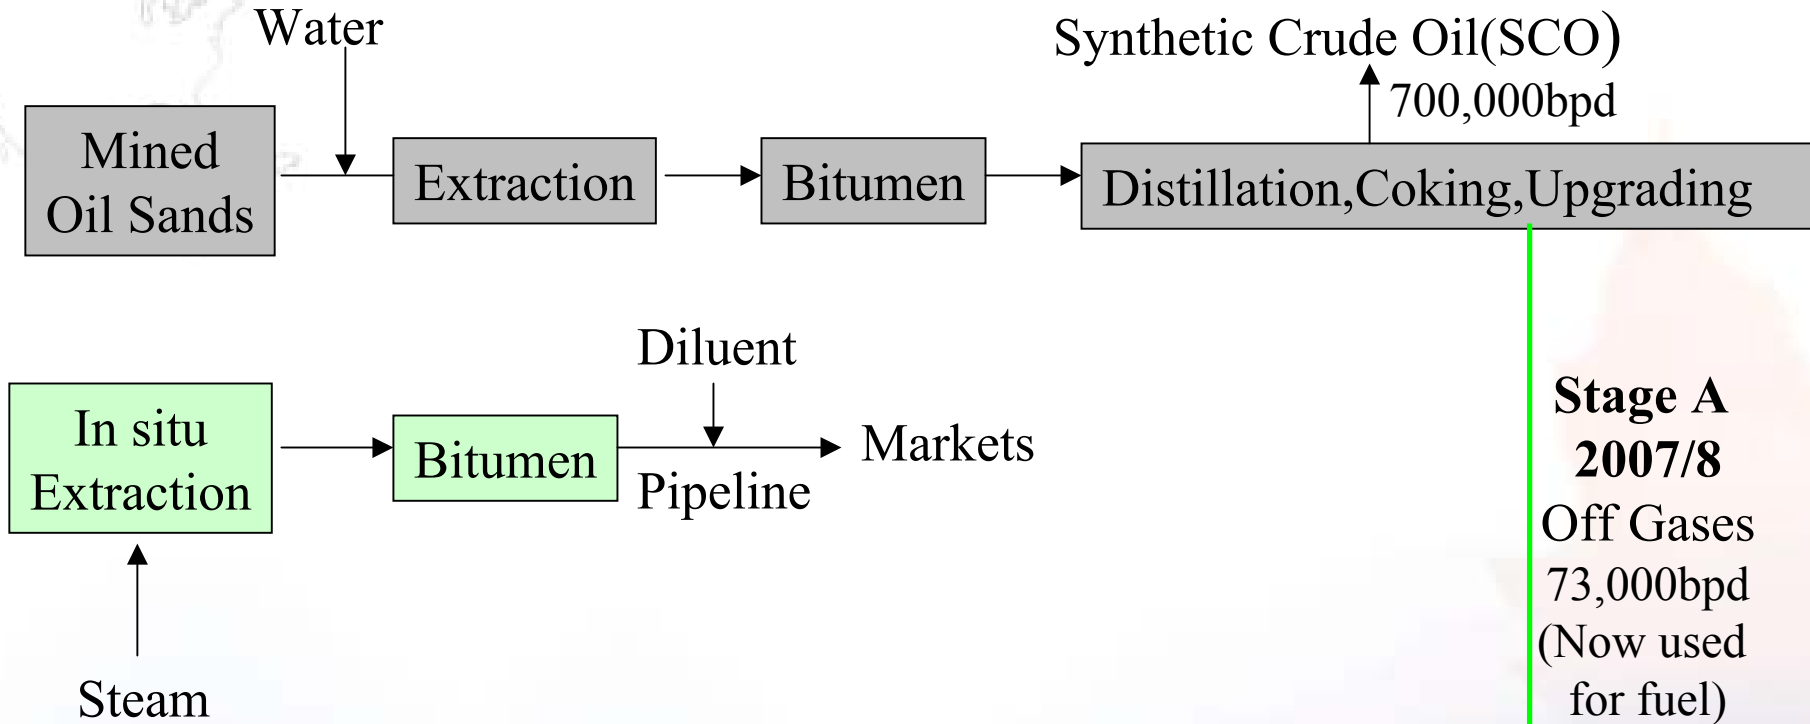 Water
Synthetic Crude Oil(SCO)
700,000bpd
Mined
Oil Sands
Extraction
Bitumen
Distillation,Coking,Upgrading
Diluent
In situ
Extraction
Bitumen
Markets
Pipeline
Steam
Stage A
2007/8
Off Gases
73,000bpd
(Now used
for fuel)